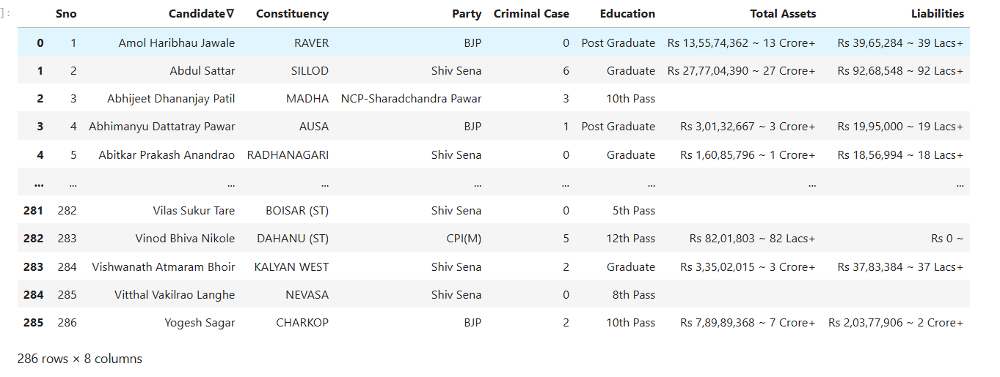 ]:
Sno Candidate∇ Constituency Party Criminal Case Education Total Assets Liabilities
0 1 Amol Haribhau Jawale RAVER BJP 0 Post Graduate Rs 13,55,74,362 ~ 13 Crore+ Rs 39,65,284 ~ 39 Lacs+
1 2 Abdul Sattar SILLOD Shiv Sena 6 Graduate Rs 27,77,04,390 ~ 27 Crore+ Rs 92,68,548 ~ 92 Lacs+
2 3 Abhijeet Dhananjay Patil MADHA NCP-Sharadchandra Pawar 3 10th Pass
3 4 Abhimanyu Dattatray Pawar AUSA BJP 1 Post Graduate Rs 3,01,32,667 ~ 3 Crore+ Rs 19,95,000 ~ 19 Lacs+
4 5 Abitkar Prakash Anandrao RADHANAGARI Shiv Sena 0 Graduate Rs 1,60,85,796 ~ 1 Crore+ Rs 18,56,994 ~ 18 Lacs+
... ... ... ... ... ... ... ... ...
281 282 Vilas Sukur Tare BOISAR (ST) Shiv Sena 0 5th Pass
282 283 Vinod Bhiva Nikole DAHANU (ST) CPI(M) 5 12th Pass Rs 82,01,803 ~ 82 Lacs+ Rs 0 ~
283 284 Vishwanath Atmaram Bhoir KALYAN WEST Shiv Sena 2 Graduate Rs 3,35,02,015 ~ 3 Crore+ Rs 37,83,384 ~ 37 Lacs+
284 285 Vitthal Vakilrao Langhe NEVASA Shiv Sena 0 8th Pass
285 286 Yogesh Sagar CHARKOP BJP 2 10th Pass Rs 7,89,89,368 ~ 7 Crore+ Rs 2,03,77,906 ~ 2 Crore+
286 rows × 8 columns